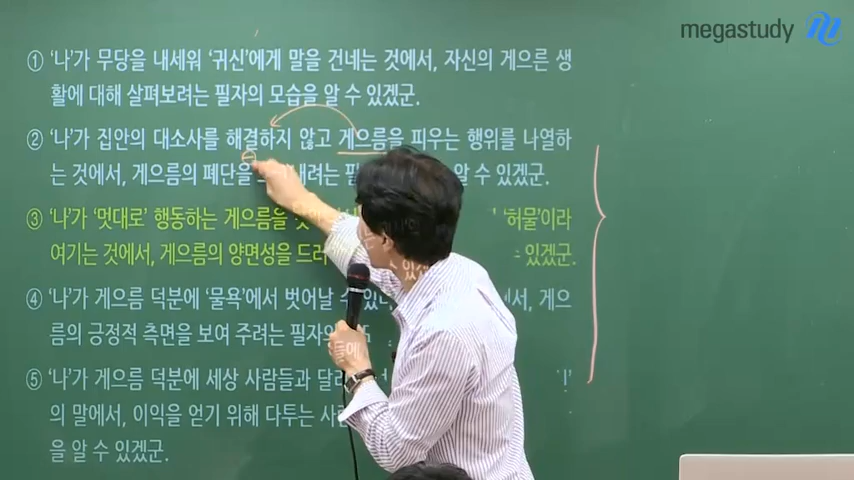 megastudy
① '나'가 무당을 내세워 '귀신'에게 말을 건네는 것에서, 자신의 게으른 생
활에 대해 살펴보려는 필자의 모습을 알 수 있겠군.
② '나'가 집안의 대소사를 해결하지 않고 게으름을 피우는 행위를 나열하
는 것에서, 게으름의 폐단을 알 수 있겠군.
③ '나'가 '멋대로' 행동하는 게으름을 '허물'이라
여기는 것에서, 게으름의 양면성을 있겠군.
④ '나'가 게으름 덕분에 '물욕'에서 벗어날 게으
름의 긍정적 측면을 보여 주려는 필자의
⑤ '나'가 게으름 덕분에 세상 사람들과
의 말에서, 이익을 얻기 위해 다투는
을 알 수 있겠군.